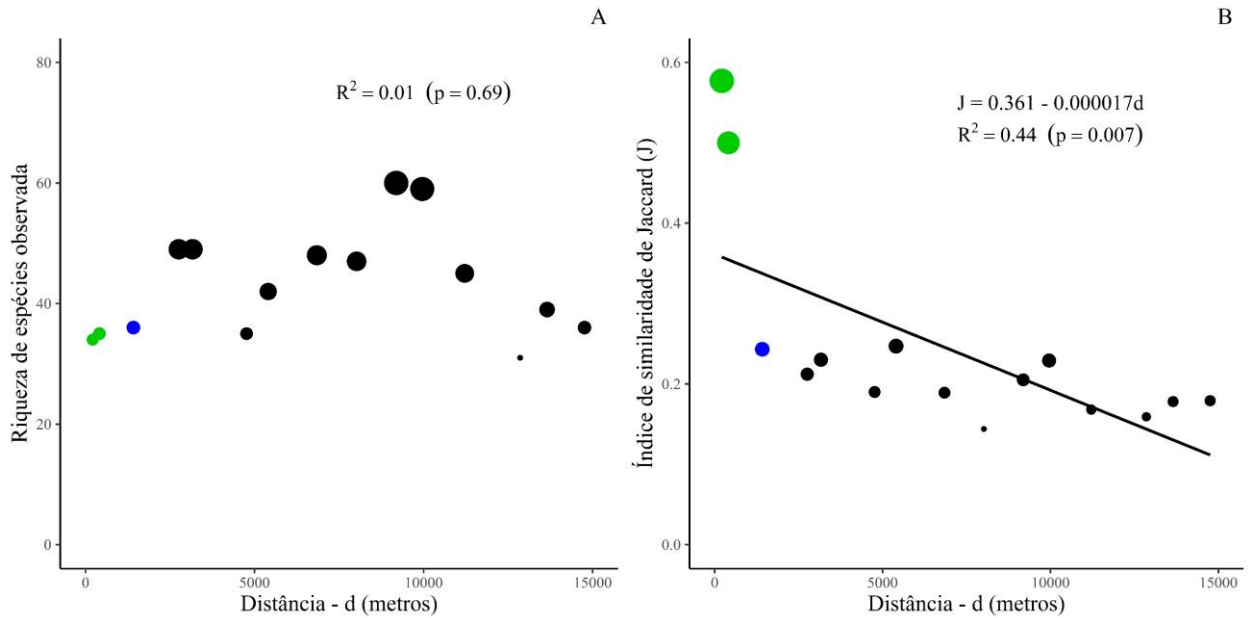 A
80
60
40
20
0
R² = 0.01 (p = 0.69)
Riqueza de espécies observada
0 5000 10000 15000
Distância - d (metros)
B
0.6
0.4
0.2
0.0
J = 0.361 - 0.000017d
R² = 0.44 (p = 0.007)
Índice de similaridade de Jaccard (J)
0 5000 10000 15000
Distância - d (metros)